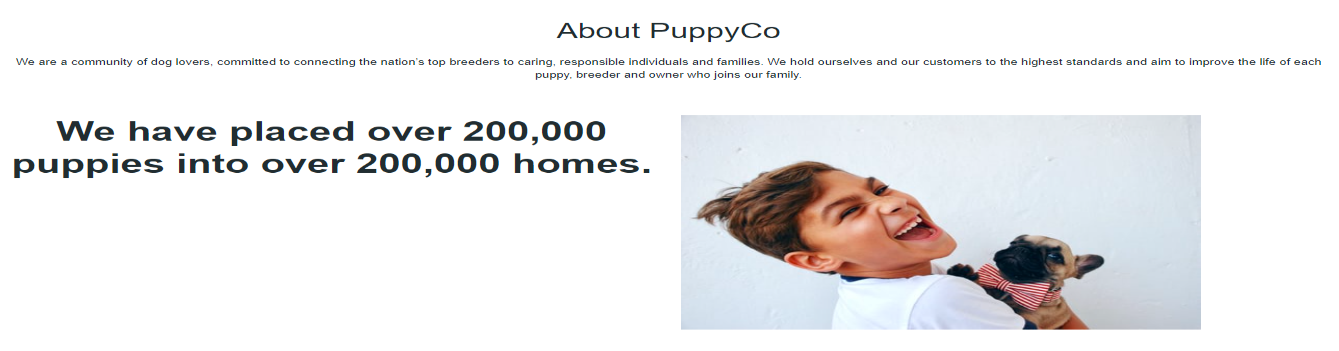 About PuppyCo
We are a community of dog lovers, committed to connecting the nation's top breeders to caring, responsible individuals and families. We hold ourselves and our customers to the highest standards and aim to improve the life of each
puppy, breeder and owner who joins our family.
We have placed over 200,000
puppies into over 200,000 homes.